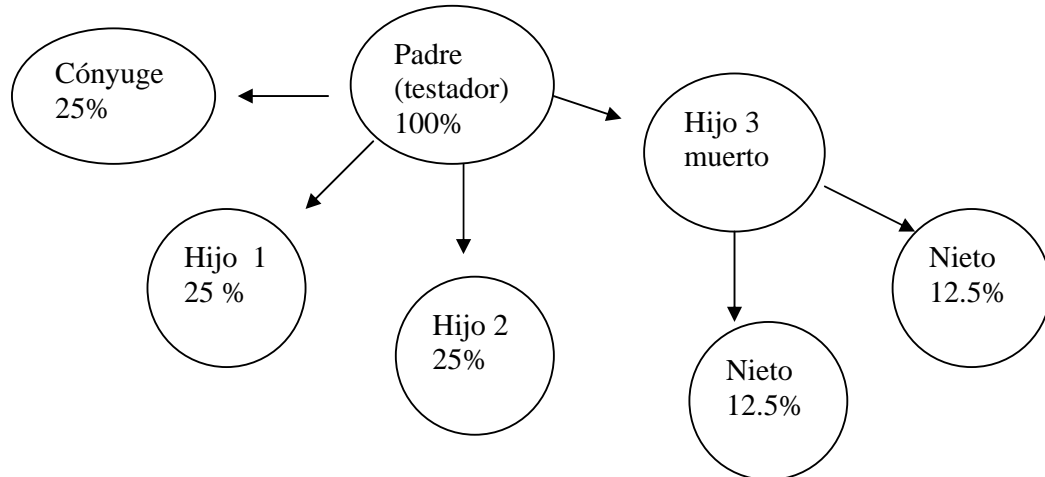 Cónyuge
25%
Padre
(testador)
100%
Hijo 3
muerto
Hijo  1
25 %
Hijo 2
25%
Nieto
12.5%
Nieto
12.5%